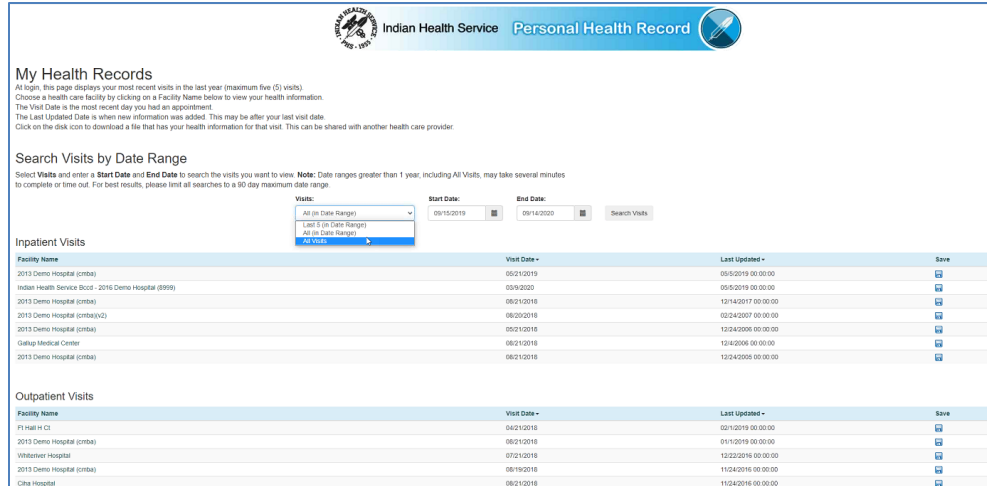 INDIAN HEALTH SERVICE
PHS - 1955
Indian Health Service Personal Health Record
My Health Records
At login, this page displays your most recent visits in the last year (maximum five (5) visits).
Choose a health care facility by clicking on a Facility Name below to view your health information.
The Visit Date is the most recent day you had an appointment.
The Last Updated Date is when new information was added. This may be after your last visit date.
Click on the disk icon to download a file that has your health information for that visit. This can be shared with another health care provider.
Search Visits by Date Range
Select Visits and enter a Start Date and End Date to search the visits you want to view. Note: Date ranges greater than 1 year, including All Visits, may take several minutes
to complete or time out. For best results, please limit all searches to a 90 day maximum date range.
Visits: Start Date: End Date:
All (in Date Range) 09/15/2019 09/14/2020 Search Visits
Last 5 (in Date Range)
All (in Date Range)
All Visits
Inpatient Visits
Facility Name Visit Date Last Updated Save
2013 Demo Hospital (cmba) 05/21/2019 05/5/2019 00:00:00
Indian Health Service Bccd - 2016 Demo Hospital (8999) 03/9/2020 05/5/2019 00:00:00
2013 Demo Hospital (cmba) 08/21/2018 12/14/2017 00:00:00
2013 Demo Hospital (cmba)(v2) 08/20/2018 02/24/2007 00:00:00
2013 Demo Hospital (cmba) 05/21/2018 12/24/2006 00:00:00
Gallup Medical Center 08/21/2018 12/4/2006 00:00:00
2013 Demo Hospital (cmba) 08/21/2018 12/24/2005 00:00:00
Outpatient Visits
Facility Name Visit Date Last Updated Save
Ft Hall H Ct 04/21/2018 02/1/2019 00:00:00
2013 Demo Hospital (cmba) 08/21/2018 01/1/2019 00:00:00
Whiteriver Hospital 07/21/2018 12/22/2016 00:00:00
2013 Demo Hospital (cmba) 08/19/2018 11/24/2016 00:00:00
Ciha Hospital 08/21/2018 11/24/2016 00:00:00